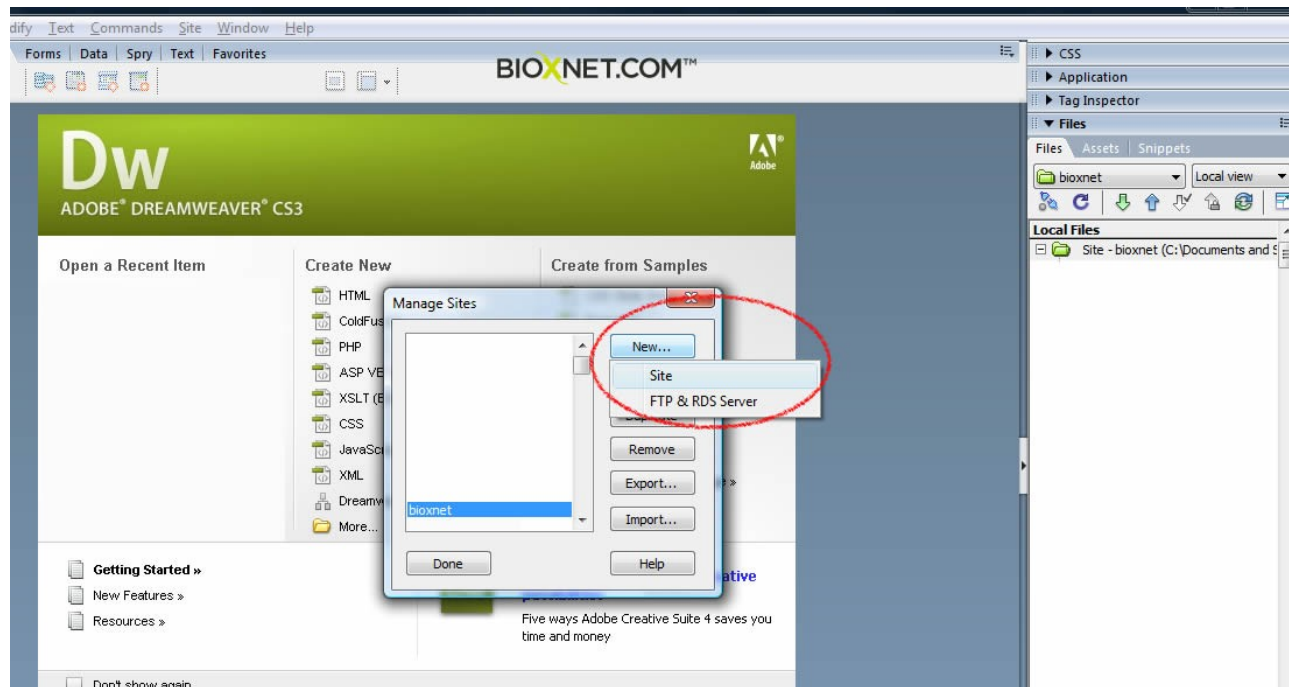 dify Text Commands Site Window Help
Forms Data Spry Text Favorites
BIOXNET.COM™
CSS
Application
Tag Inspector
Files
Files Assets Snippets
bioxnet Local view
Local Files
Site - bioxnet (C:\Documents and S
Dw
Adobe
ADOBE® DREAMWEAVER® CS3
Open a Recent Item
Create New
Create from Samples
HTML
ColdFus
PHP
ASP VE
XSLT (E
CSS
JavaSc
XML
Dreamw
More...
Manage Sites
New...
Site
FTP & RDS Server
Remove
Export...
Import...
bioxnet
Done
Help
Getting Started »
New Features »
Resources »
ative
Five ways Adobe Creative Suite 4 saves you
time and money
Don't show again